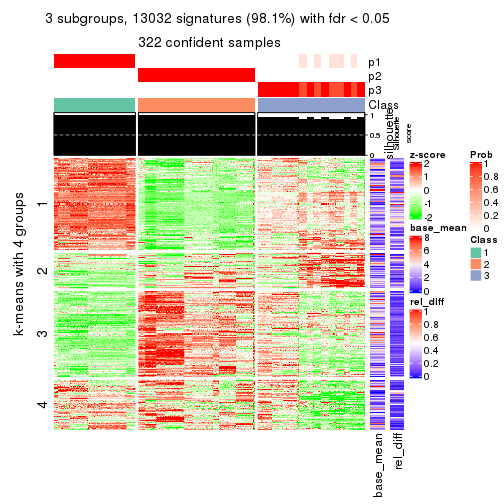 3 subgroups, 13032 signatures (98.1%) with fdr < 0.05
322 confident samples
p1
p2
p3
Class
1
0.5
0
silhouette
Silhouette
score
k-means with 4 groups
1
2
3
4
base_mean
rel_diff
z-score
2
1
0
-1
-2
base_mean
8
6
4
2
0
rel_diff
1
0.8
0.6
0.4
0.2
0
Prob
1
0.8
0.6
0.4
0.2
0
Class
1
2
3